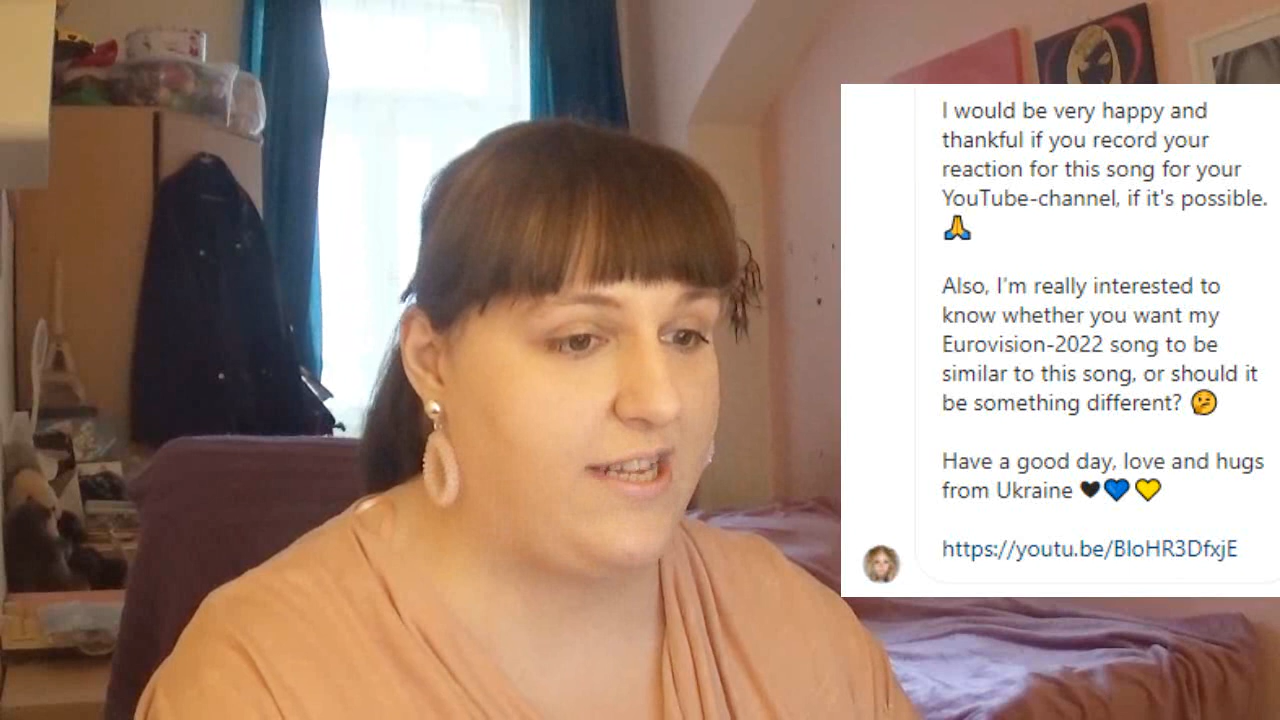 I would be very happy and
thankful if you record your
reaction for this song for your
YouTube-channel, if it's possible.
🙏
Also, I'm really interested to
know whether you want my
Eurovision-2022 song to be
similar to this song, or should it
be something different? 🤔
Have a good day, love and hugs
from Ukraine 🖤💙💛
https://youtu.be/BloHR3DfxjE